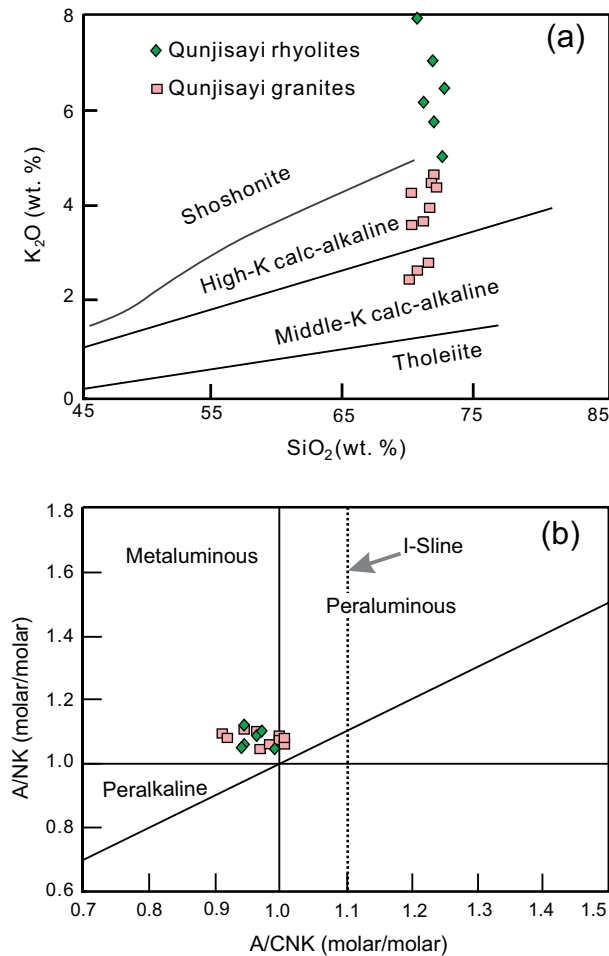 8
(a)
Qunjisayi rhyolites
Qunjisayi granites
6
K₂O (wt. %)
Shoshonite
4
High-K calc-alkaline
2
Middle-K calc-alkaline
Tholeiite
0
45 55 65 75 85
SiO₂(wt. %)
1.8
(b)
Metaluminous
I-Sline
1.6
Peraluminous
1.4
A/NK (molar/molar)
1.2
1.0
Peralkaline
0.8
0.6
0.7 0.8 0.9 1.0 1.1 1.2 1.3 1.4 1.5
A/CNK (molar/molar)